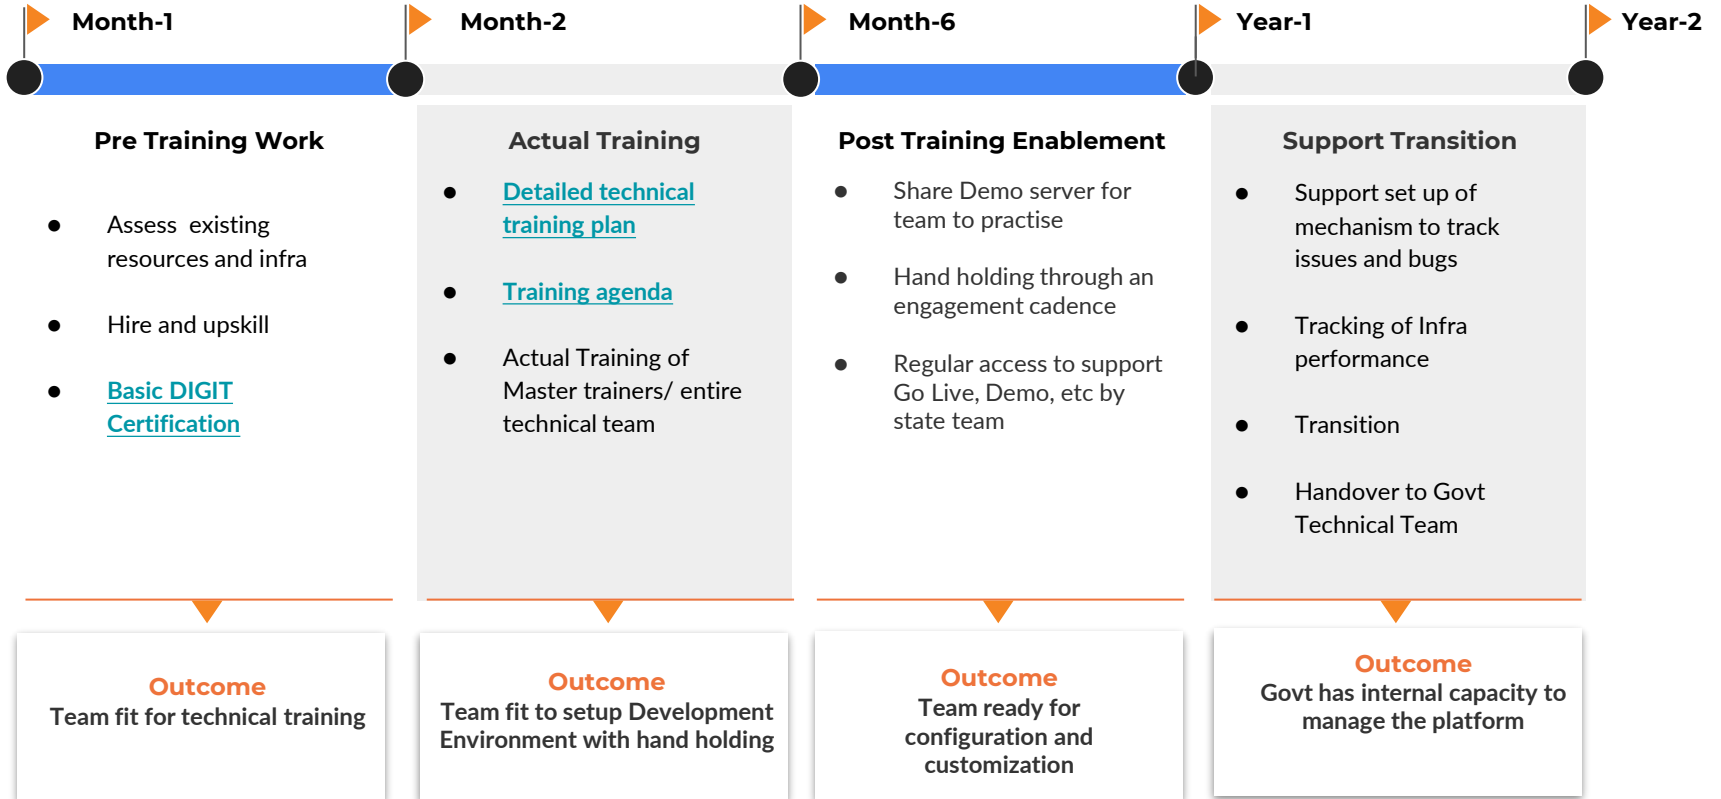 Month-1
Month-2
Month-6
Year-1
Year-2
Pre Training Work
● Assess existing
resources and infra
● Hire and upskill
● Basic DIGIT
Certification
Actual Training
● Detailed technical
training plan
● Training agenda
● Actual Training of
Master trainers/ entire
technical team
Post Training Enablement
● Share Demo server for
team to practise
● Hand holding through an
engagement cadence
● Regular access to support
Go Live, Demo, etc by
state team
Support Transition
● Support set up of
mechanism to track
issues and bugs
● Tracking of Infra
performance
● Transition
● Handover to Govt
Technical Team
Outcome
Team fit for technical training
Outcome
Team fit to setup Development
Environment with hand holding
Outcome
Team ready for
configuration and
customization
Outcome
Govt has internal capacity to
manage the platform